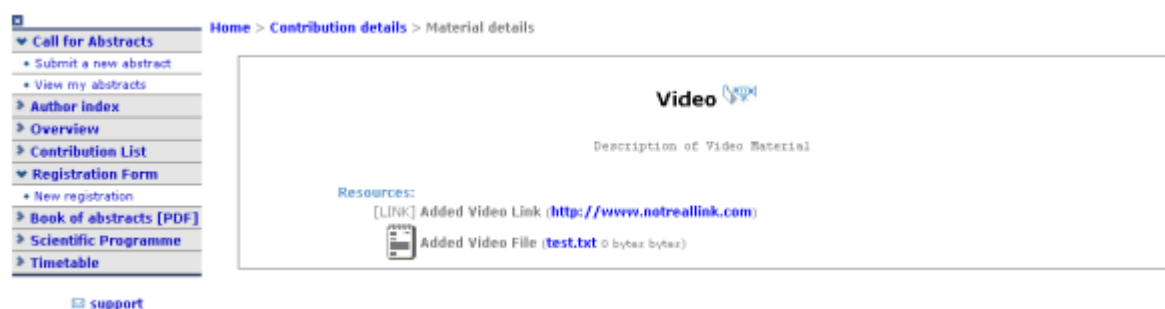 Home > Contribution details > Material details
Call for Abstracts
Submit a new abstract
View my abstracts
Author index
Overview
Contribution List
Registration Form
New registration
Book of abstracts [PDF]
Scientific Programme
Timetable
support
Video
Description of Video Material
Resources:
[LINK] Added Video Link (http://www.notreallink.com)
Added Video File (test.txt 0 bytes bytes)